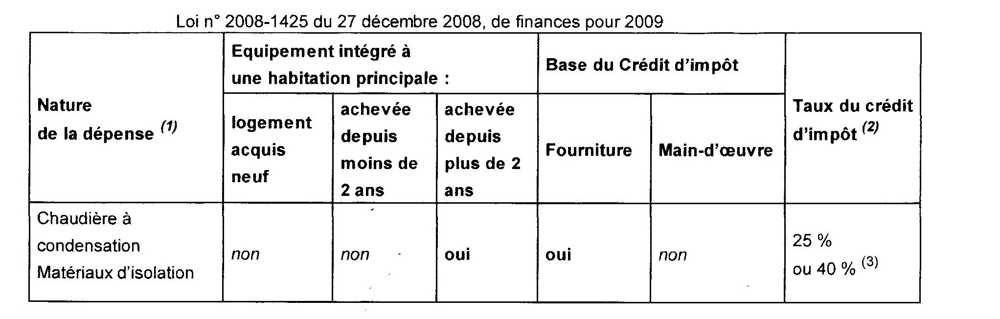 Loi n° 2008-1425 du 27 décembre 2008, de finances pour 2009
Nature
de la dépense (1)
Equipement intégré à
une habitation principale :
Base du Crédit d'impôt
Taux du crédit
d'impôt (2)
logement
acquis
neuf
achevée
depuis
moins de
2 ans
achevée
depuis
plus de 2
ans
Fourniture
Main-d'œuvre
Chaudière à
condensation
Matériaux d'isolation
non
non
oui
oui
non
25 %
ou 40 % (3)